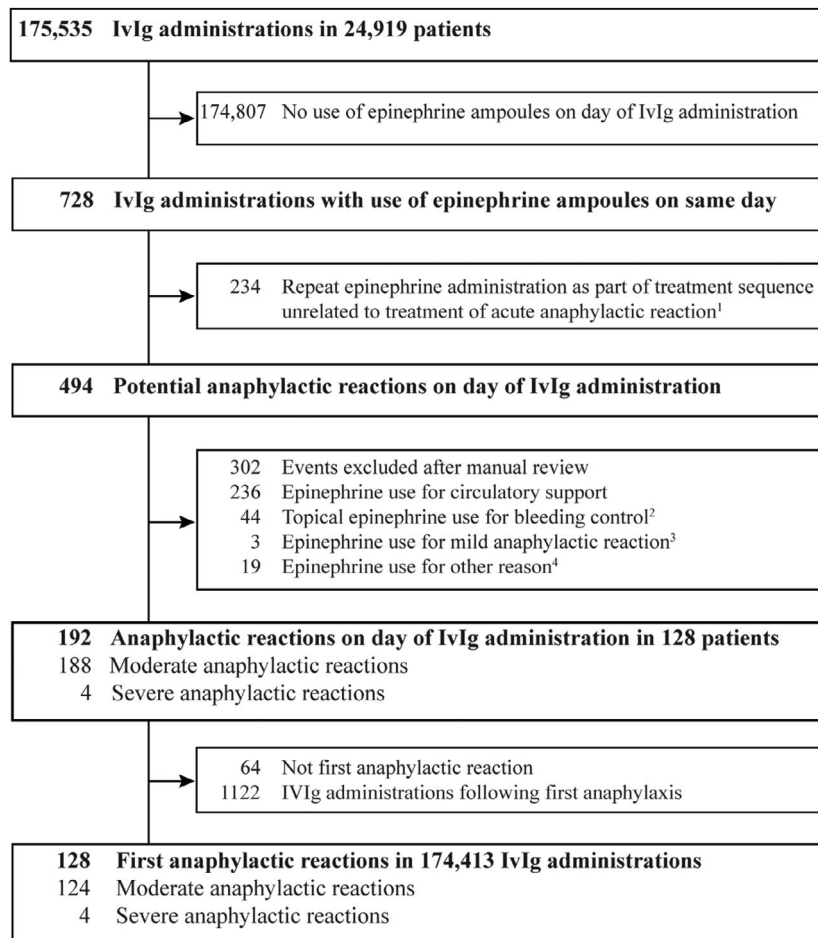 175,535 IvIg administrations in 24,919 patients
174,807 No use of epinephrine ampoules on day of IvIg administration
728 IvIg administrations with use of epinephrine ampoules on same day
234 Repeat epinephrine administration as part of treatment sequence
unrelated to treatment of acute anaphylactic reaction¹
494 Potential anaphylactic reactions on day of IvIg administration
302 Events excluded after manual review
236 Epinephrine use for circulatory support
44 Topical epinephrine use for bleeding control²
3 Epinephrine use for mild anaphylactic reaction³
19 Epinephrine use for other reason⁴
192 Anaphylactic reactions on day of IvIg administration in 128 patients
188 Moderate anaphylactic reactions
4 Severe anaphylactic reactions
64 Not first anaphylactic reaction
1122 IVIg administrations following first anaphylaxis
128 First anaphylactic reactions in 174,413 IvIg administrations
124 Moderate anaphylactic reactions
4 Severe anaphylactic reactions